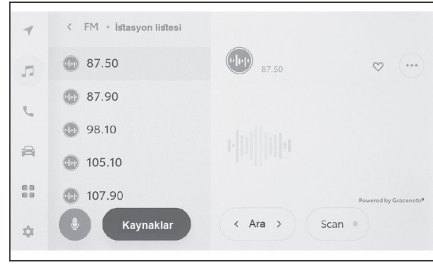 FM • İstasyon listesi
87.50
87.90
98.10
105.10
107.90
Kaynaklar
87.50
Powered by Gracenote®
Ara
Scan